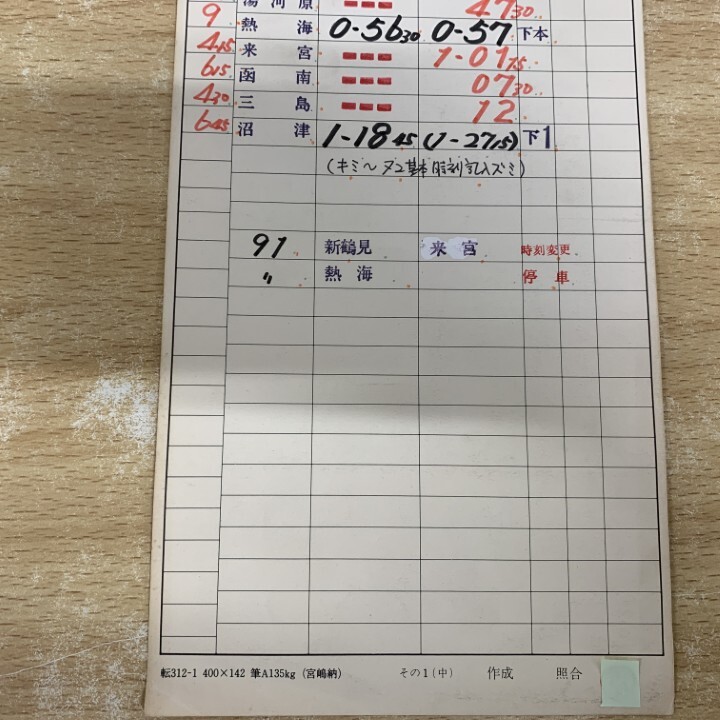 湯河原 47 30
9 熱海 0-56 30 0-57 下本
4 15 来宮 1-01 15
6 15 函南 07 30
4 30 三島 12
6 45 沼津 1-18 45 (1-27 15) 下1
(キミ〜ヌマ基本時刻記入ズミ)
91 新鶴見 来宮 時刻変更
〃 熱海 停車
転312-1 400×142 筆A135kg (宮嶋納) その1(中) 作成 照合